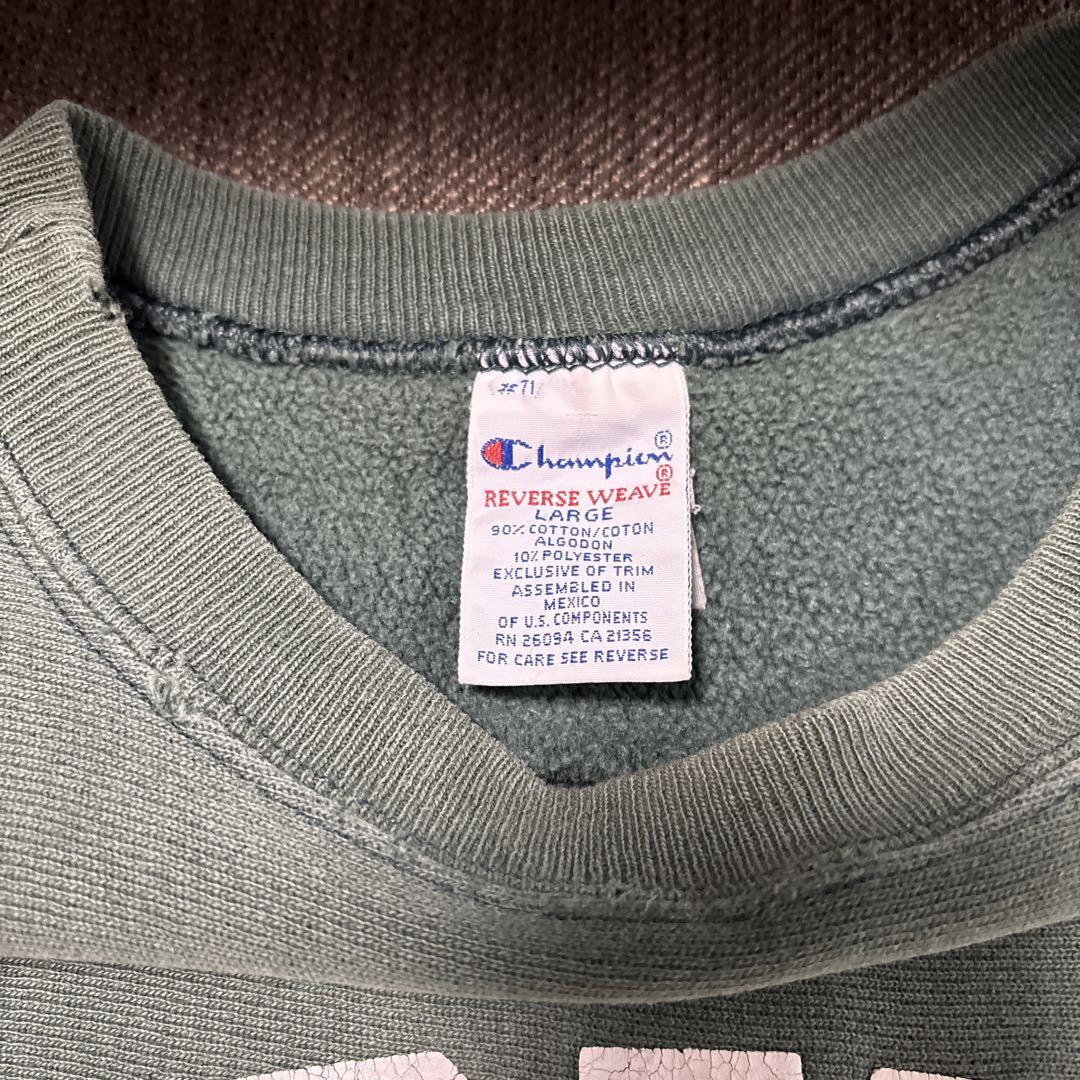 71
Champion®
REVERSE WEAVE®
LARGE
90% COTTON/COTON
ALGODON
10% POLYESTER
EXCLUSIVE OF TRIM
ASSEMBLED IN
MEXICO
OF U.S. COMPONENTS
RN 26094 CA 21356
FOR CARE SEE REVERSE